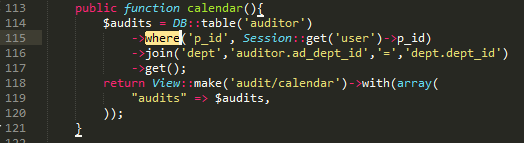 113 public function calendar(){
114 $audits = DB::table('auditor')
115 ->where('p_id', Session::get('user')->p_id)
116 ->join('dept','auditor.ad_dept_id','=','dept.dept_id')
117 ->get();
118 return View::make('audit/calendar')->with(array(
119 "audits" => $audits,
120 ));
121 }
122